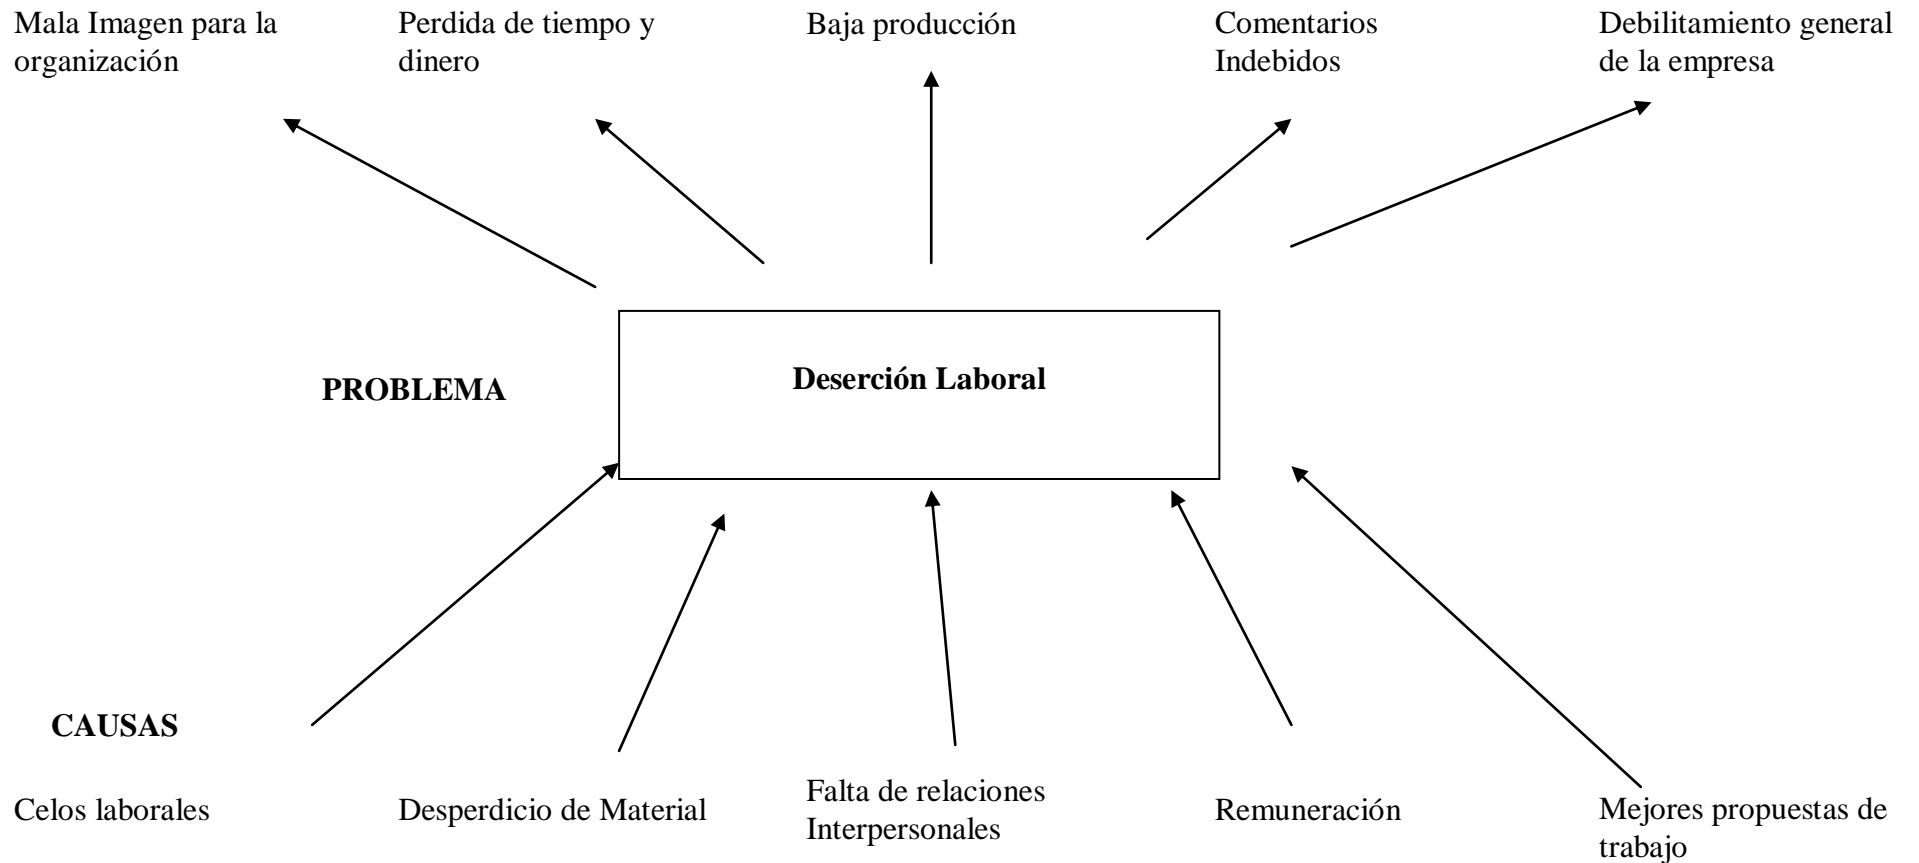 Mala Imagen para la
organización
Perdida de tiempo y
dinero
Baja producción
Comentarios
Indebidos
Debilitamiento general
de la empresa
PROBLEMA
Deserción Laboral
CAUSAS
Celos laborales
Desperdicio de Material
Falta de relaciones
Interpersonales
Remuneración
Mejores propuestas de
trabajo